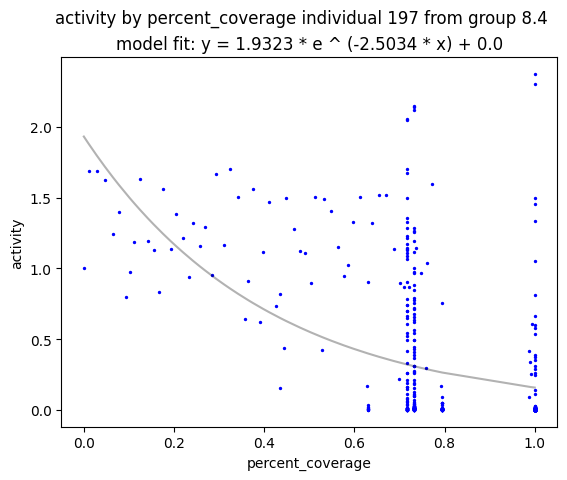 activity by percent_coverage individual 197 from group 8.4
model fit: y = 1.9323 * e ^ (-2.5034 * x) + 0.0
2.0
1.5
1.0
0.5
0.0
activity
0.0 0.2 0.4 0.6 0.8 1.0
percent_coverage